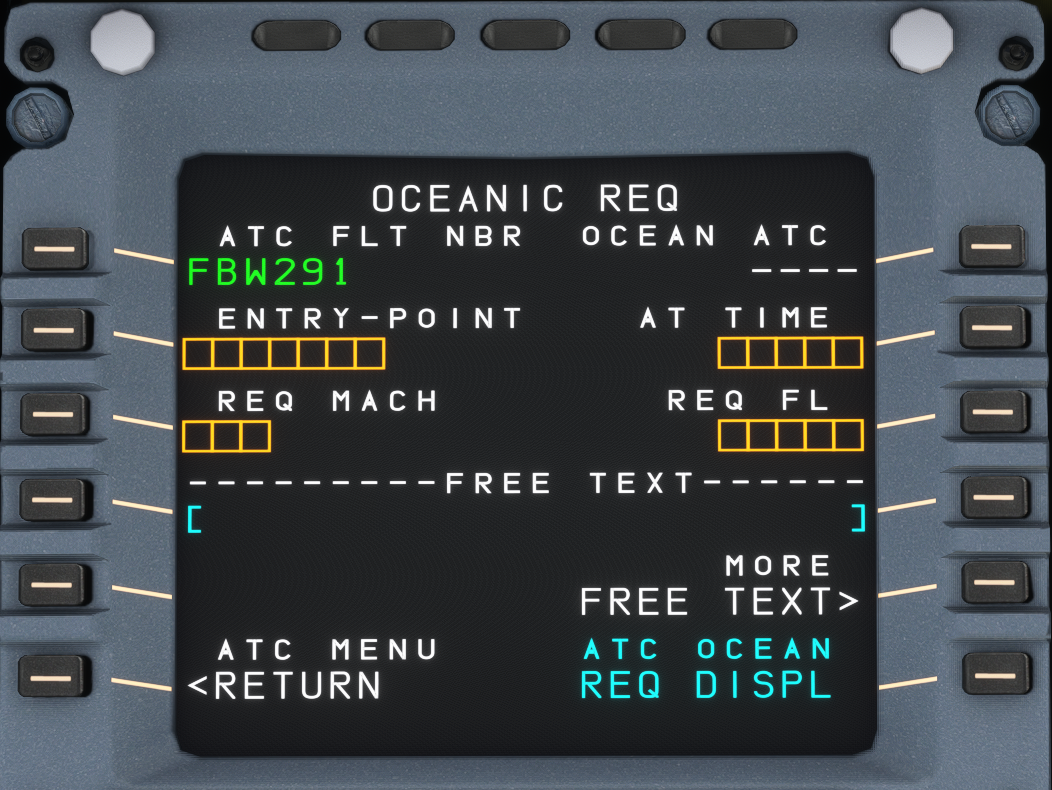 OCEANIC REQ
ATC FLT NBR OCEAN ATC
FBW291 ----
ENTRY-POINT AT TIME
REQ MACH REQ FL
---------FREE TEXT------
[ ]
MORE
FREE TEXT>
ATC MENU ATC OCEAN
<RETURN REQ DISPL